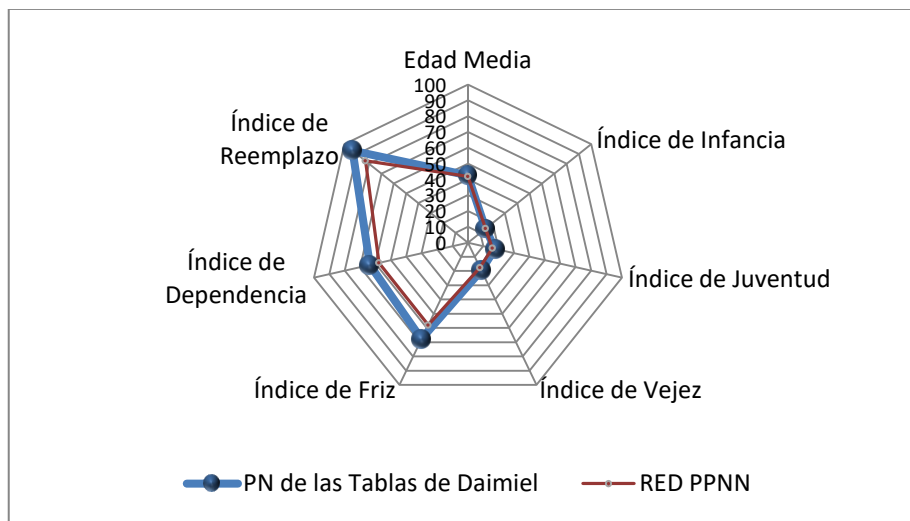 Edad Media
100
90
80
70
60
50
40
30
20
10
0
Índice de Infancia
Índice de Juventud
Índice de Vejez
Índice de Friz
Índice de
Dependencia
Índice de
Reemplazo
PN de las Tablas de Daimiel
RED PPNN